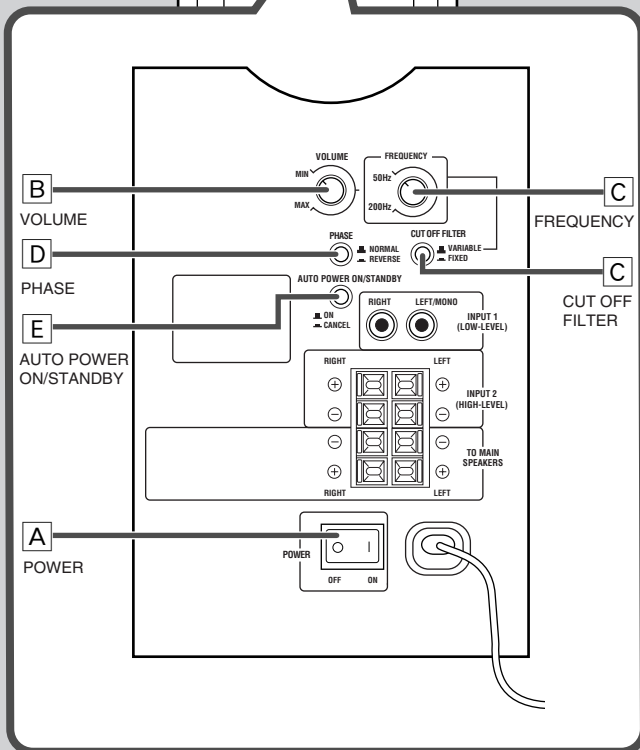 VOLUME
FREQUENCY
MIN
MAX
50Hz
200Hz
B
VOLUME
C
FREQUENCY
PHASE
NORMAL
REVERSE
CUT OFF FILTER
VARIABLE
FIXED
D
PHASE
C
CUT OFF
FILTER
AUTO POWER ON/STANDBY
ON
CANCEL
E
AUTO POWER
ON/STANDBY
RIGHT
LEFT/MONO
INPUT 1
(LOW-LEVEL)
RIGHT
LEFT
+
+
INPUT 2
(HIGH-LEVEL)
−
−
−
−
TO MAIN
SPEAKERS
+
+
RIGHT
LEFT
A
POWER
POWER
OFF
ON